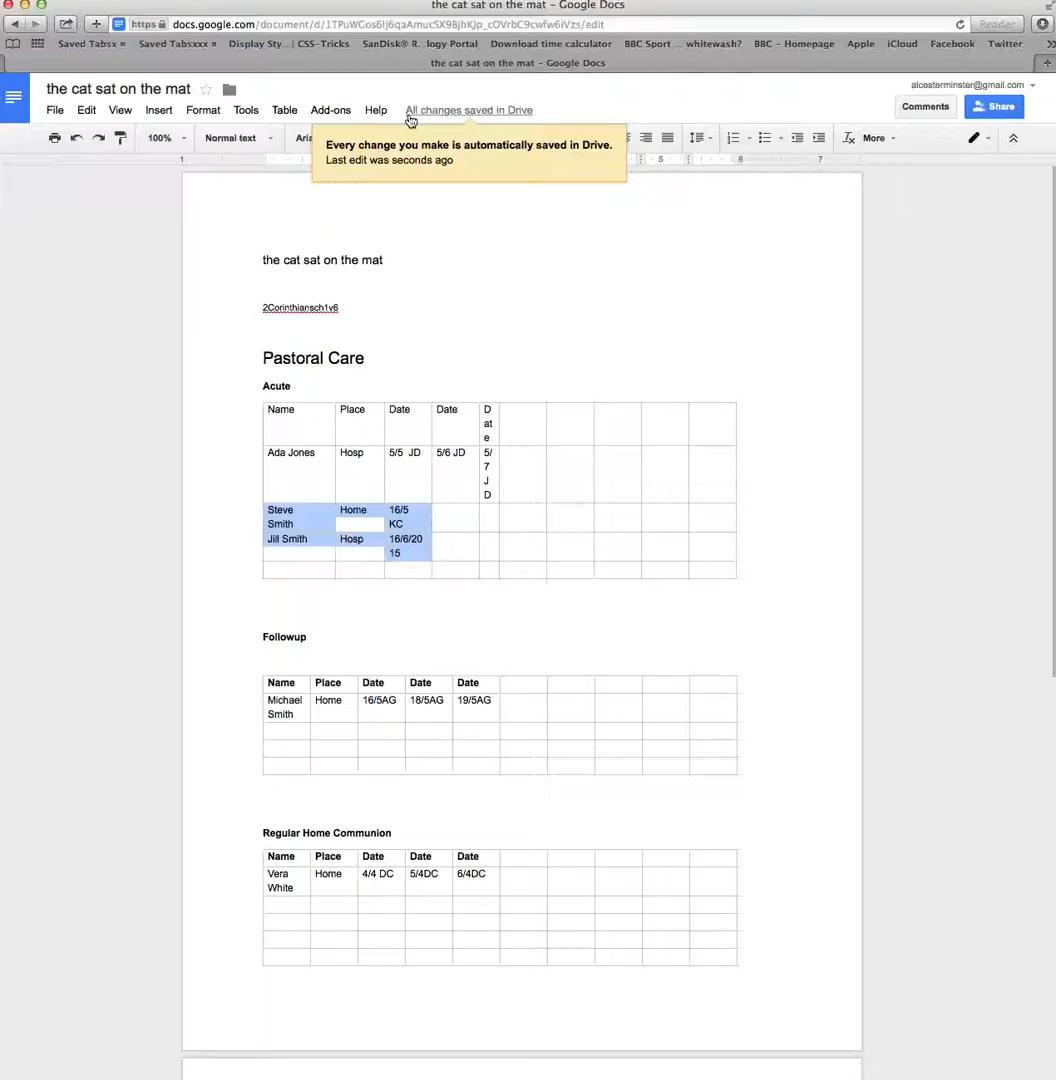 the cat sat on the mat - Google Docs
https docs.google.com/document/d/ Reader
Saved Tabsx Saved Tabsxxx Display Sty... | CSS-Tricks SanDisk® R. logy Portal Download time calculator BBC Sport ... whitewash? BBC - Homepage Apple iCloud Facebook Twitter
the cat sat on the mat - Google Docs
the cat sat on the mat alcesterminster@gmail.com
File Edit View Insert Format Tools Table Add-ons Help All changes saved in Drive Comments Share
100% Normal text Aria More
Every change you make is automatically saved in Drive.
Last edit was seconds ago
1 5 6 7
the cat sat on the mat
2Corinthiansch1v6
Pastoral Care
Acute
Name Place Date Date D
at
e
Ada Jones Hosp 5/5 JD 5/6 JD 5/
7
J
D
Steve Home 16/5
Smith KC
Jill Smith Hosp 16/6/20
15
Followup
Name Place Date Date Date
Michael Home 16/5AG 18/5AG 19/5AG
Smith
Regular Home Communion
Name Place Date Date Date
Vera Home 4/4 DC 5/4DC 6/4DC
White